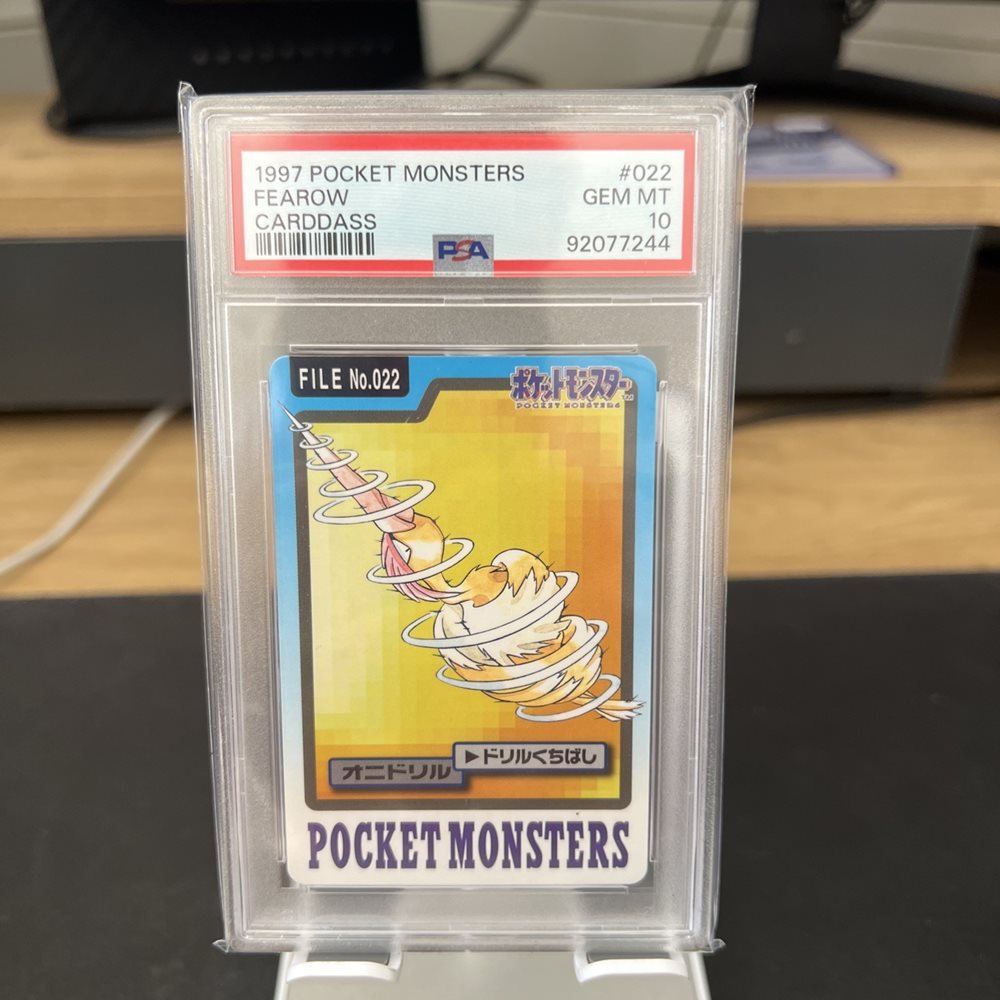 1997 POCKET MONSTERS #022
FEAROW GEM MT
CARDDASS 10
PSA 92077244
FILE No.022
ポケットモンスター™
POCKET MONSTERS
▶ドリルくちばし
オニドリル
POCKET MONSTERS